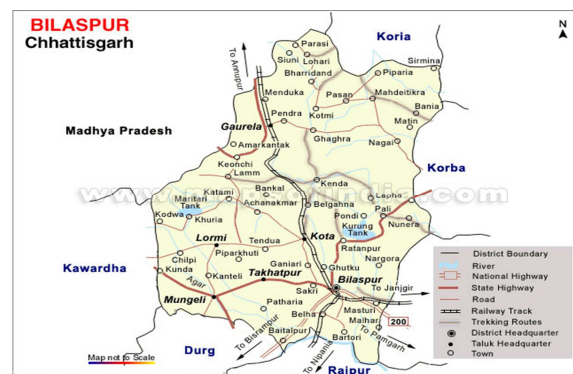 BILASPUR
Chhattisgarh
N
Koria
Parasi
Siuni
Lohari
Sirmina
To Annupur
Bharridand
Piparia
Menduka
Pasan
Mahdeitikra
Bania
Pendra
Kotmi
Matin
Gaurela
Madhya Pradesh
Ghaghra
Nagai
Amarkantak
Keonchi
Lamm
Korba
Kenda
www.mapsofindia.com
Katami
Bankal
Lapha
Maritari
Tank
Achanakmar
Belgahna
Pali
Kodwa
Khuria
Pondi
Nunera
Kurung
Tank
Lormi
Tendua
Kota
Ratanpur
Chilpi
Piparkhuti
Nargora
Kawardha
Kunda
Ganiari
Ghutku
Agar
Kanteli
Takhatpur
Bilaspur
Sakri
To Janjgir
Mungeli
Patharia
Belha
Masturi
Malhar
200
To Bisrampur
Baitalpur
Bartori
To Pamgarh
To Nipania
Durg
Raipur
Map not to Scale
District Boundary
River
National Highway
State Highway
Road
Railway Track
Trekking Routes
District Headquarter
Taluk Headquarter
Town